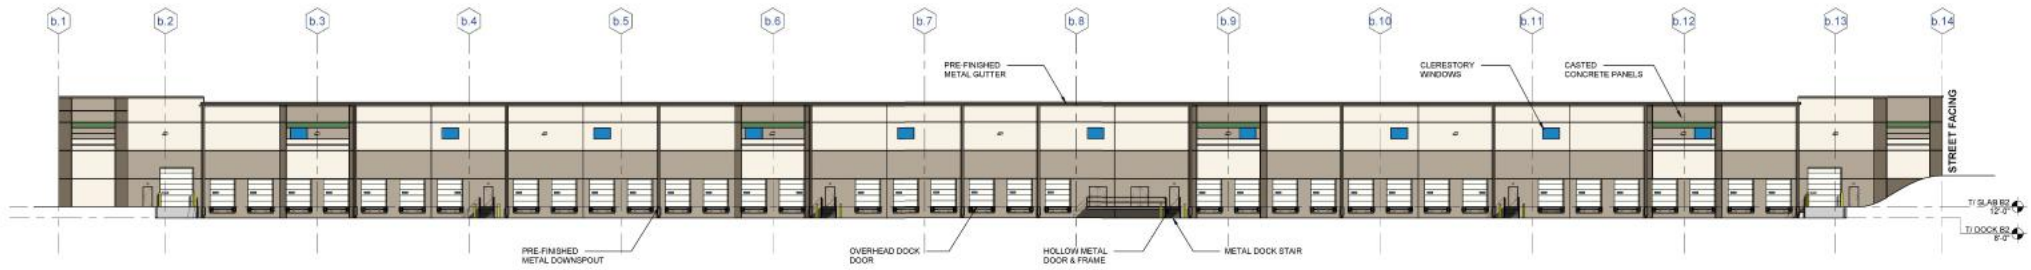 b.1
b.2
b.3
b.4
b.5
b.6
b.7
b.8
b.9
b.10
b.11
b.12
b.13
b.14
PRE-FINISHED
METAL GUTTER
CLERESTORY
WINDOWS
CASTED
CONCRETE PANELS
STREET FACING
T/ SLAB B2
12'-0"
T/ DOCK B2
8'-0"
PRE-FINISHED
METAL DOWNSPOUT
OVERHEAD DOCK
DOOR
HOLLOW METAL
DOOR & FRAME
METAL DOCK STAIR